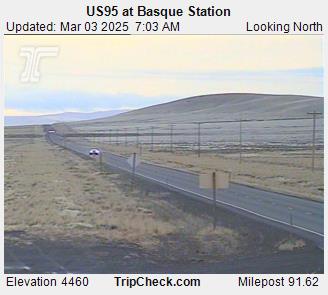 US95 at Basque Station
Updated: Mar 03 2025 7:03 AM Looking North
Elevation 4460 TripCheck.com Milepost 91.62